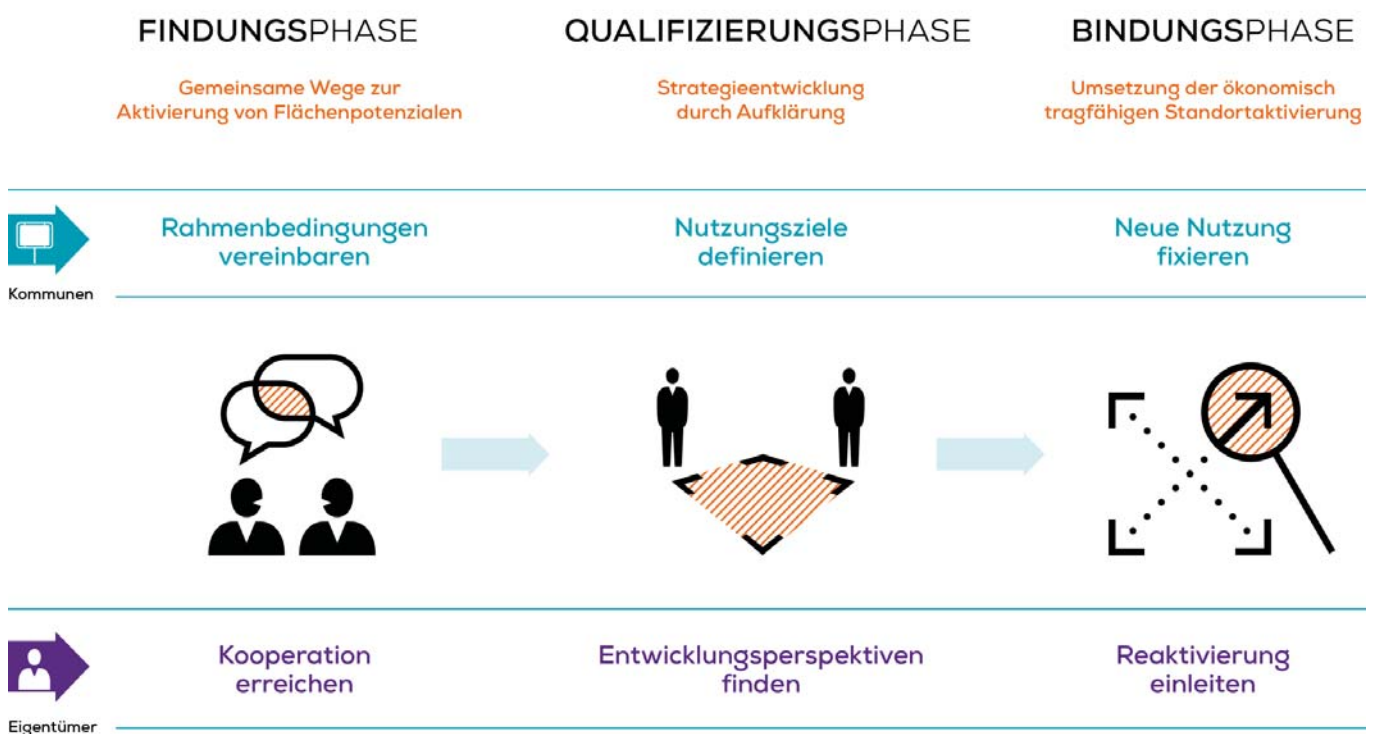 FINDUNGSPHASE
QUALIFIZIERUNGSPHASE
BINDUNGSPHASE
Gemeinsame Wege zur
Aktivierung von Flächenpotenzialen
Strategieentwicklung
durch Aufklärung
Umsetzung der ökonomisch
tragfähigen Standortaktivierung
Kommunen
Rahmenbedingungen
vereinbaren
Nutzungsziele
definieren
Neue Nutzung
fixieren
Eigentümer
Kooperation
erreichen
Entwicklungsperspektiven
finden
Reaktivierung
einleiten